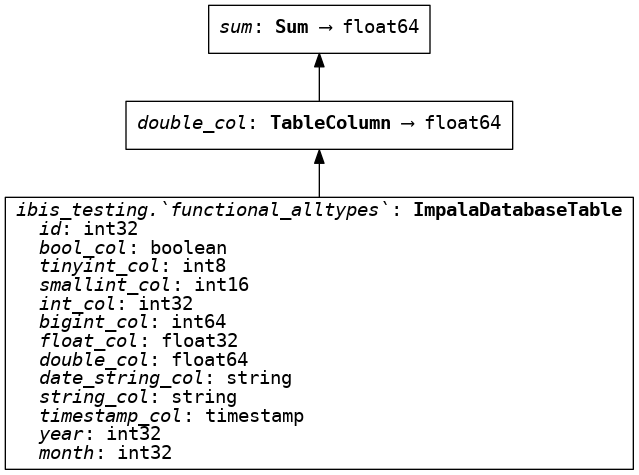 sum: Sum → float64
double_col: TableColumn → float64
ibis_testing.`functional_alltypes`: ImpalaDatabaseTable
id: int32
bool_col: boolean
tinyint_col: int8
smallint_col: int16
int_col: int32
bigint_col: int64
float_col: float32
double_col: float64
date_string_col: string
string_col: string
timestamp_col: timestamp
year: int32
month: int32